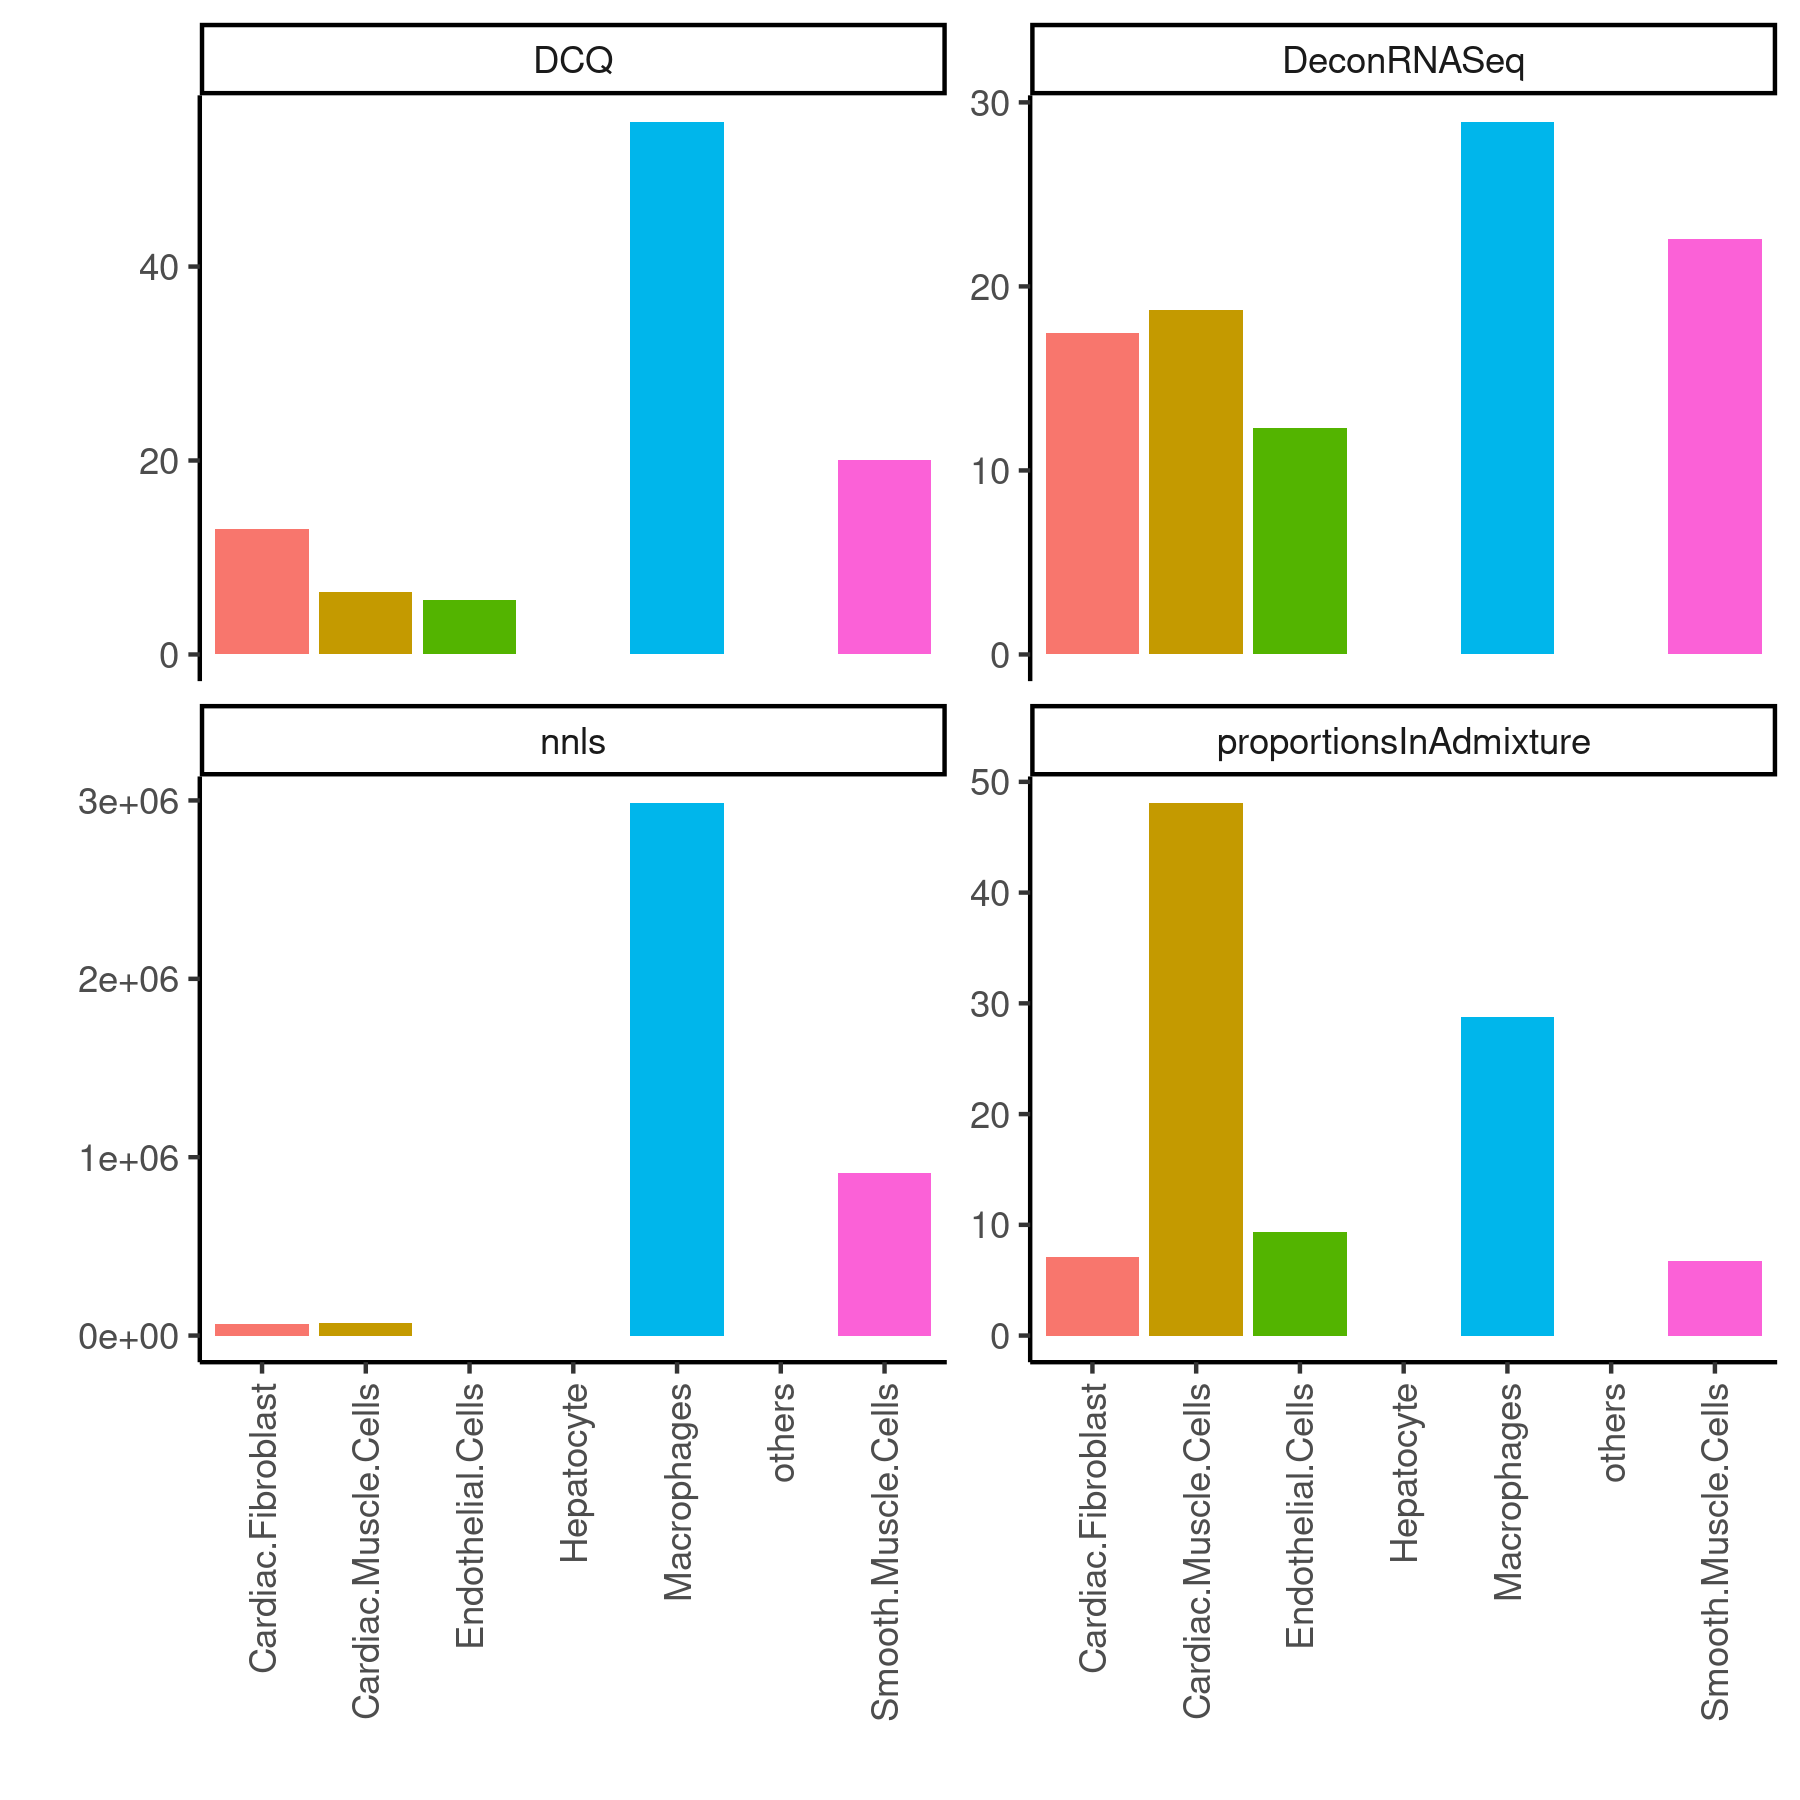 DCQ
40
20
0
DeconRNASeq
30
20
10
0
nnls
3e+06
2e+06
1e+06
0e+00
proportionsInAdmixture
50
40
30
20
10
0
Cardiac.Fibroblast
Cardiac.Muscle.Cells
Endothelial.Cells
Hepatocyte
Macrophages
others
Smooth.Muscle.Cells
Cardiac.Fibroblast
Cardiac.Muscle.Cells
Endothelial.Cells
Hepatocyte
Macrophages
others
Smooth.Muscle.Cells